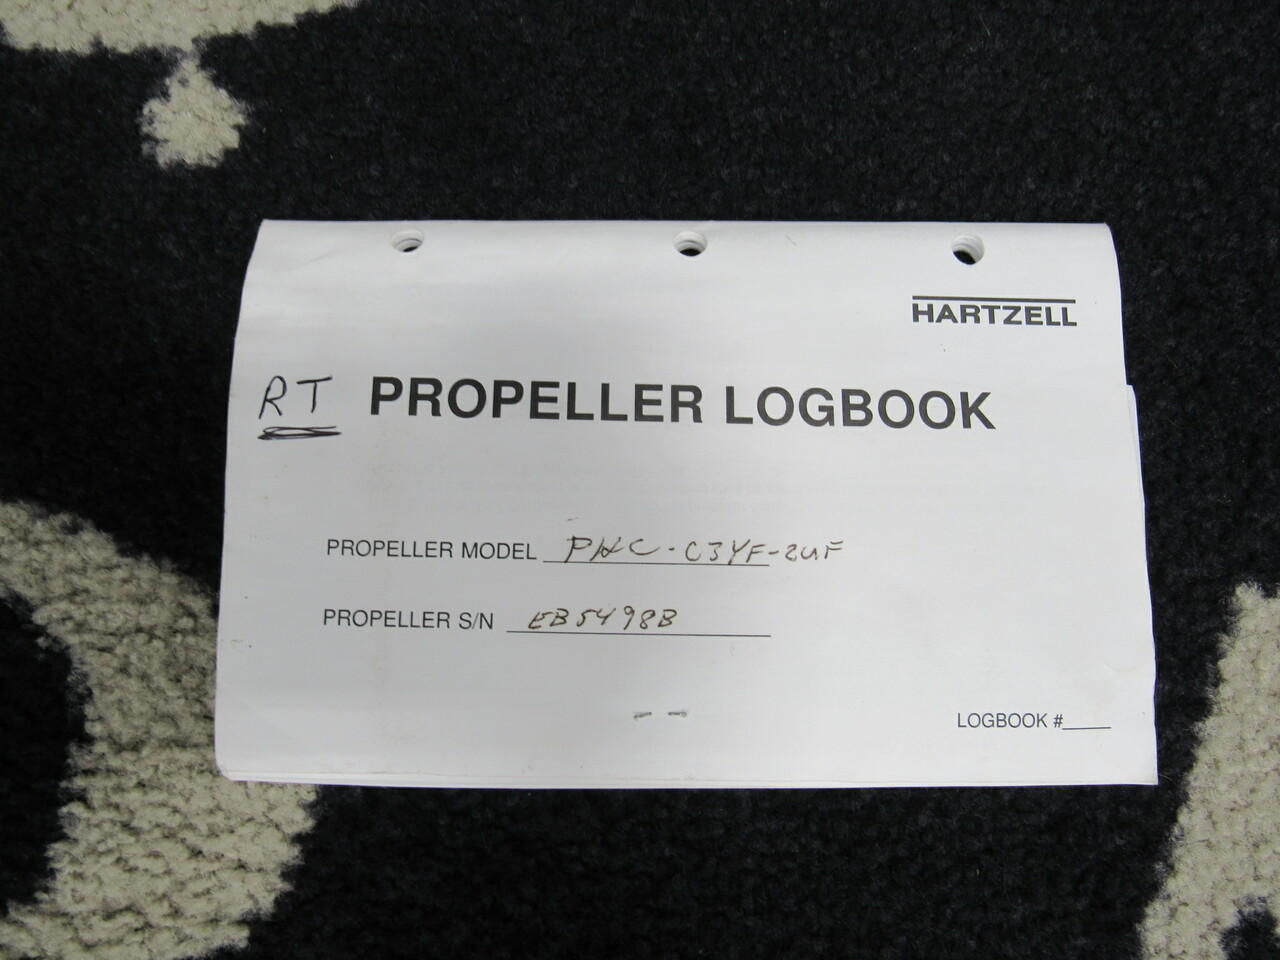 HARTZELL
RT PROPELLER LOGBOOK
PROPELLER MODEL PHC-C3YF-2UF
PROPELLER S/N EB5498B
LOGBOOK #